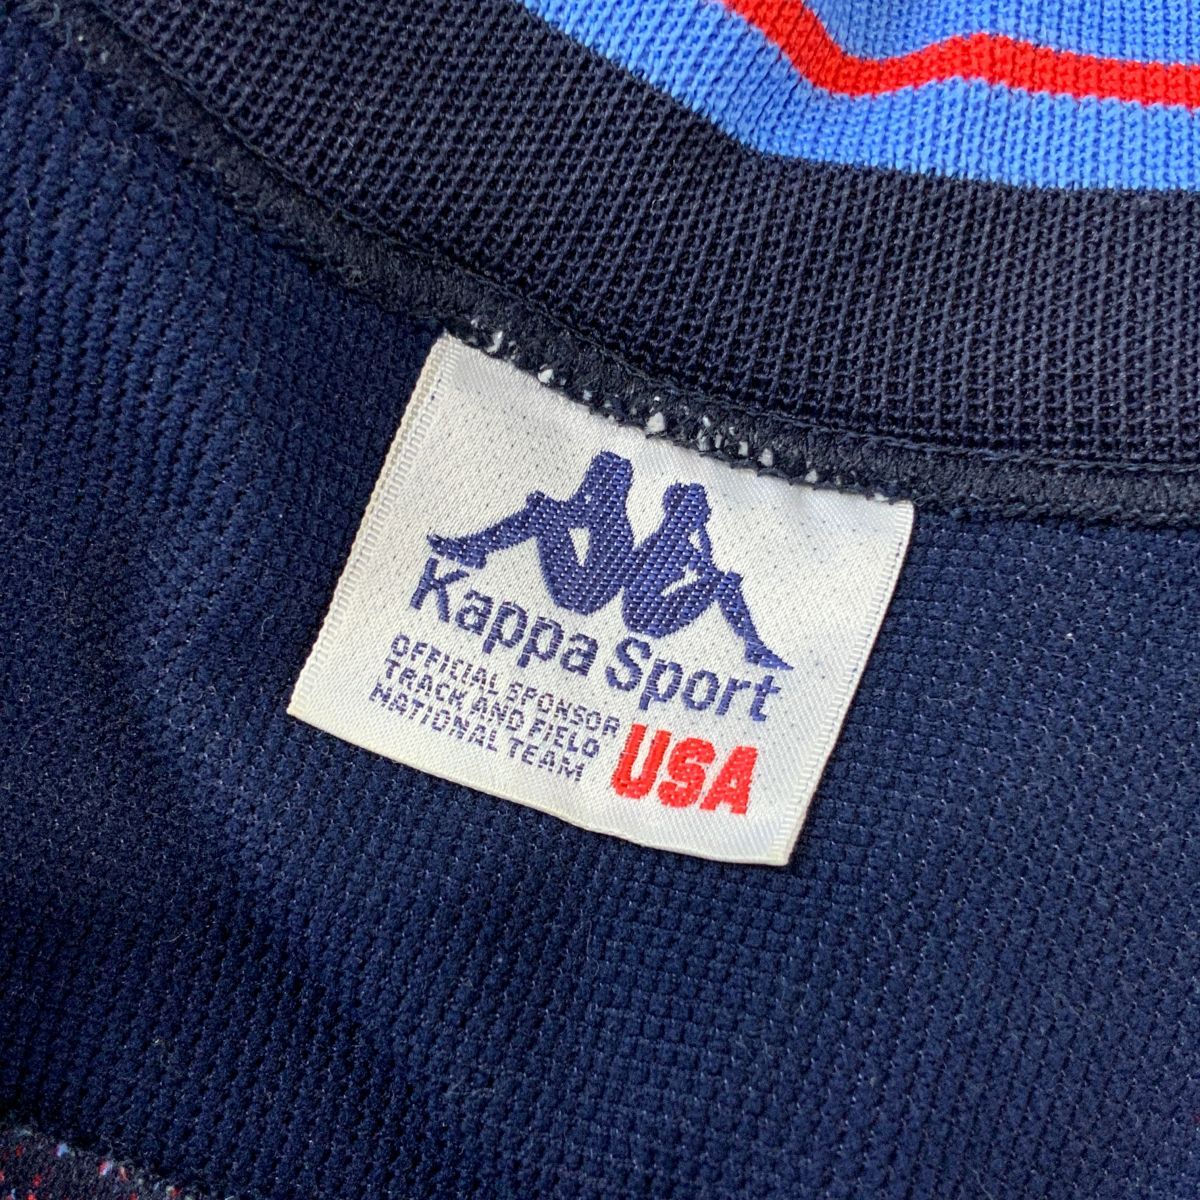 Kappa Sport
OFFICIAL SPONSOR
TRACK AND FIELD
NATIONAL TEAM
USA